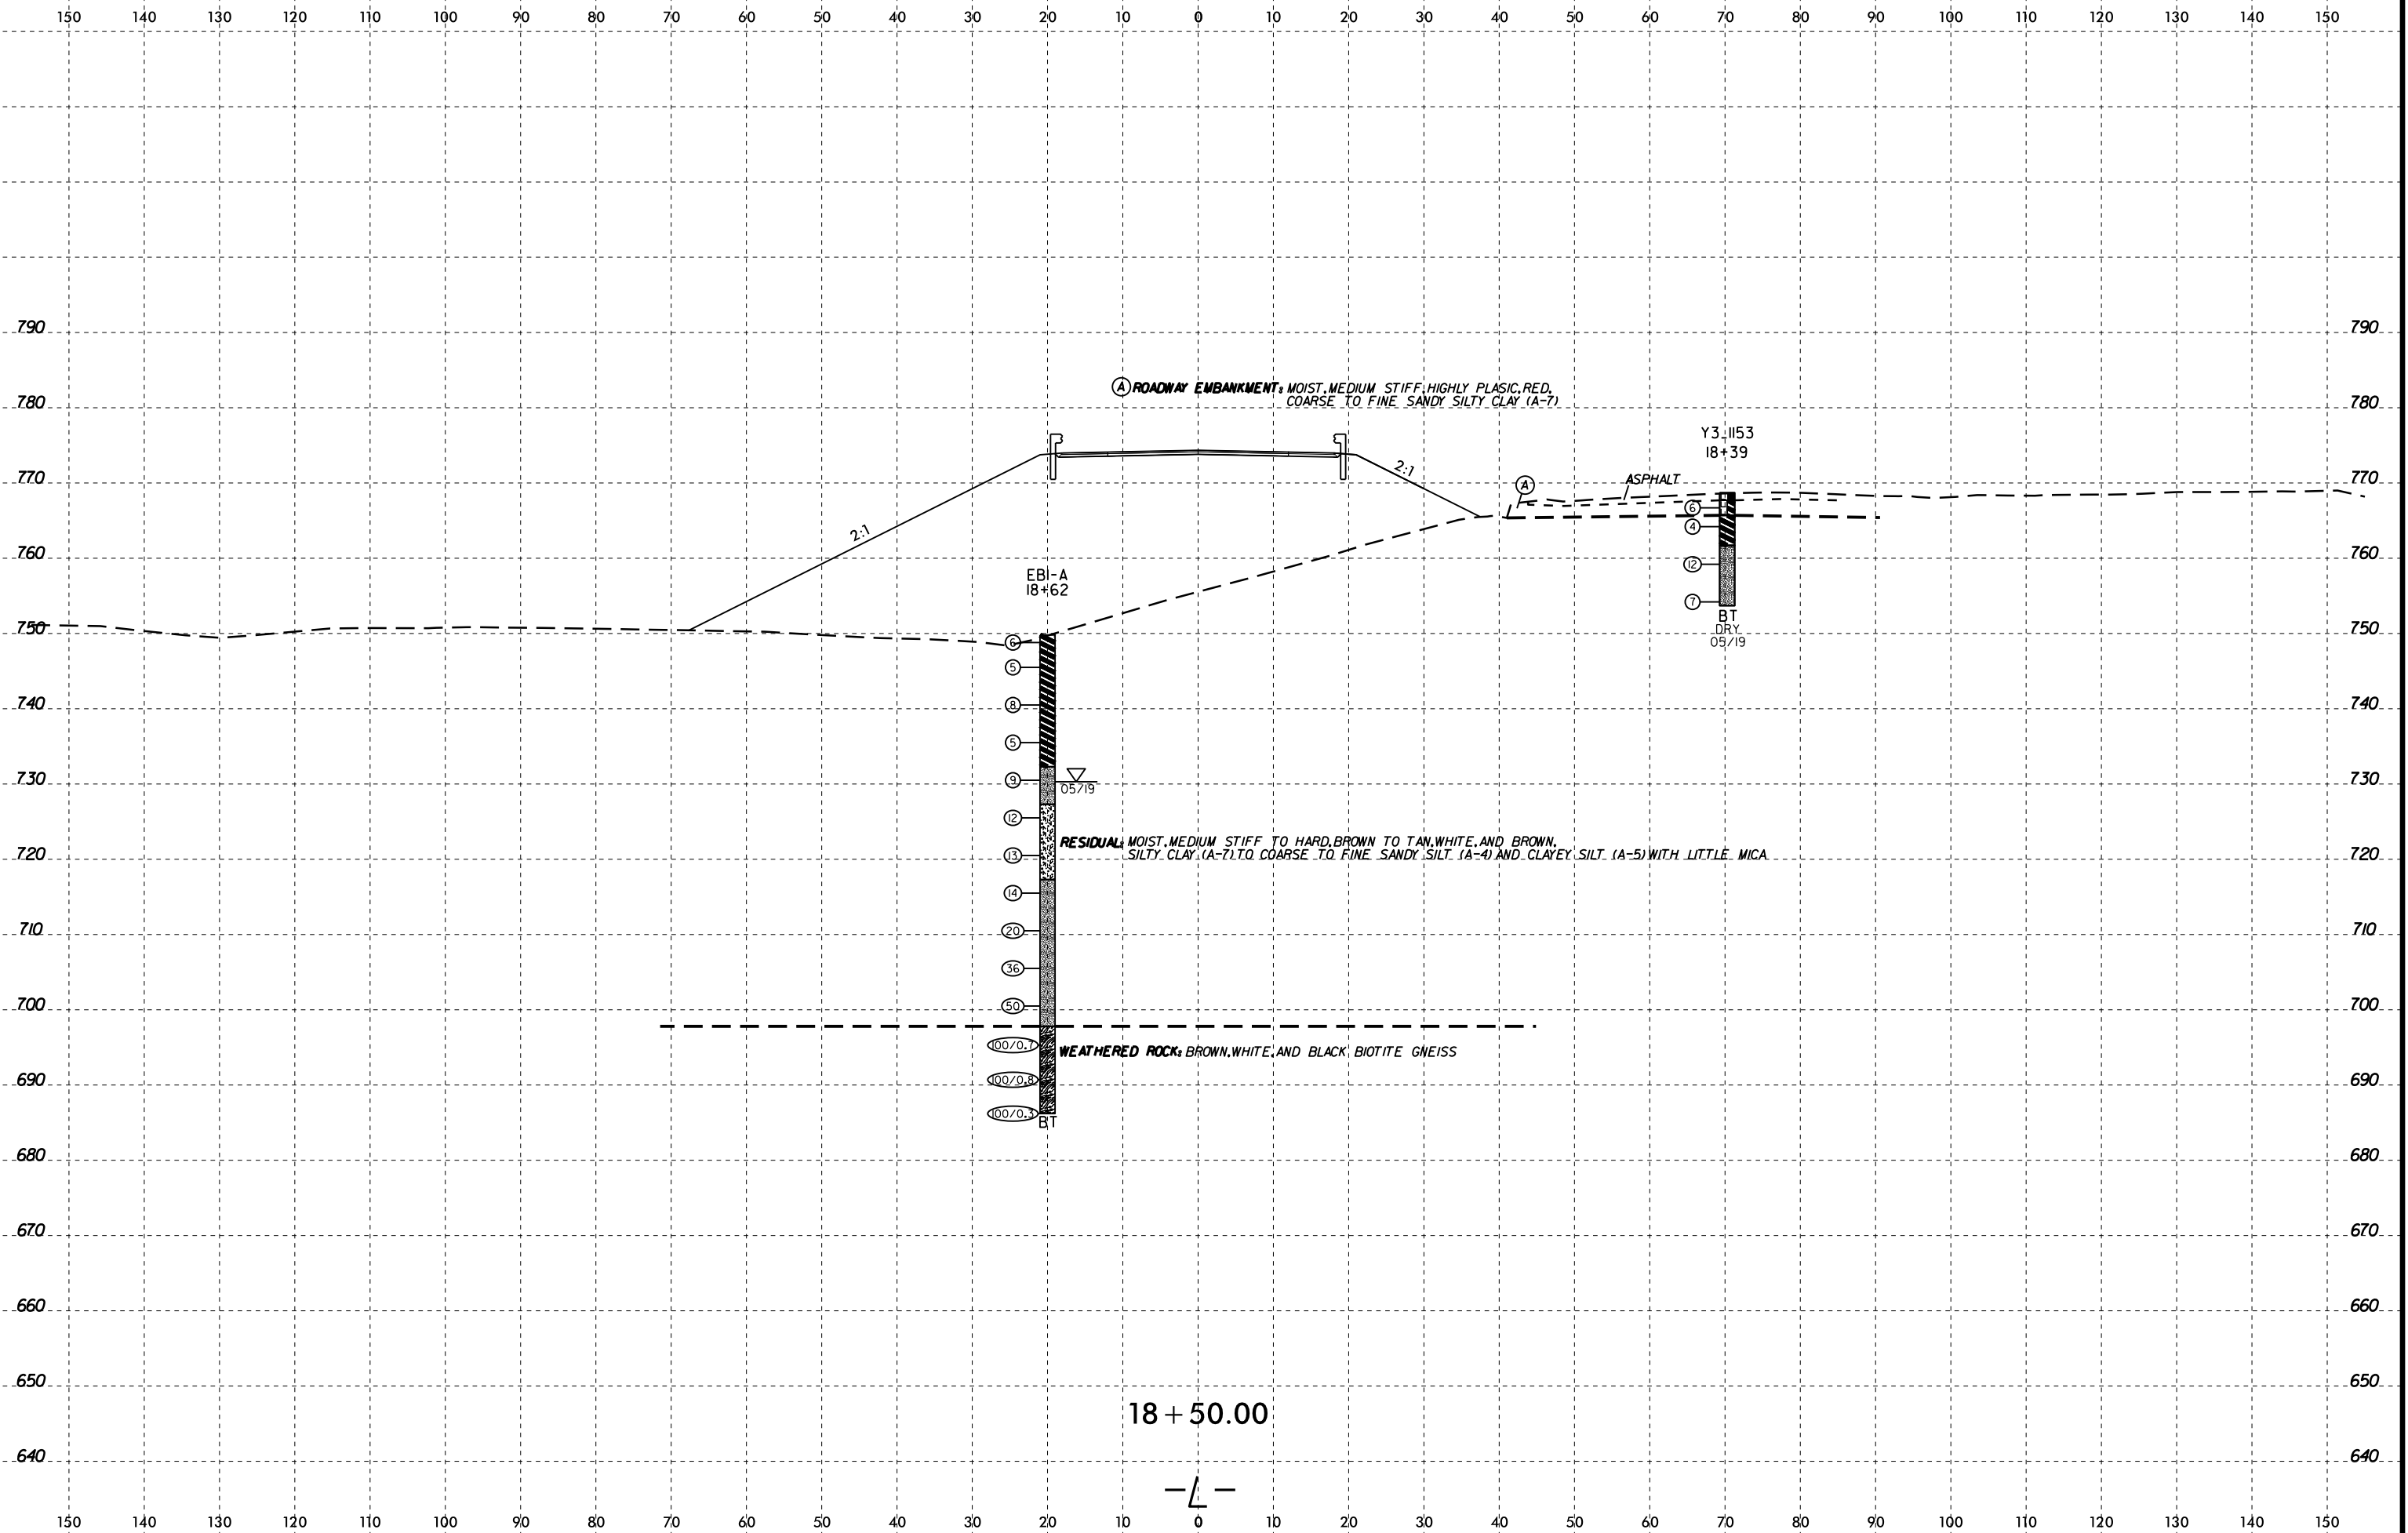 150 140 130 120 110 100 90 80 70 60 50 40 30 20 10 0 10 20 30 40 50 60 70 80 90 100 110 120 130 140 150
790 790
A ROADWAY EMBANKMENT: MOIST, MEDIUM STIFF, HIGHLY PLASIC, RED,
COARSE TO FINE SANDY SILTY CLAY (A-7)
780 780
Y3_1153
18+39
2:1
770 770
ASPHALT
A
6
4
2:1
760 760
12
EB1-A
18+62
7
BT
DRY
05/19
750 750
6
5
740 740
8
5
730 730
9
05/19
12
RESIDUAL: MOIST, MEDIUM STIFF TO HARD, BROWN TO TAN, WHITE, AND BROWN,
SILTY CLAY (A-7) TO COARSE TO FINE SANDY SILT (A-4) AND CLAYEY SILT (A-5) WITH LITTLE MICA
720 720
13
14
710 710
20
36
700 700
50
100/0.7
WEATHERED ROCK: BROWN, WHITE, AND BLACK BIOTITE GNEISS
690 690
100/0.8
100/0.3
BT
680 680
670 670
660 660
650 650
18+50.00
640 640
-L-
150 140 130 120 110 100 90 80 70 60 50 40 30 20 10 0 10 20 30 40 50 60 70 80 90 100 110 120 130 140 150